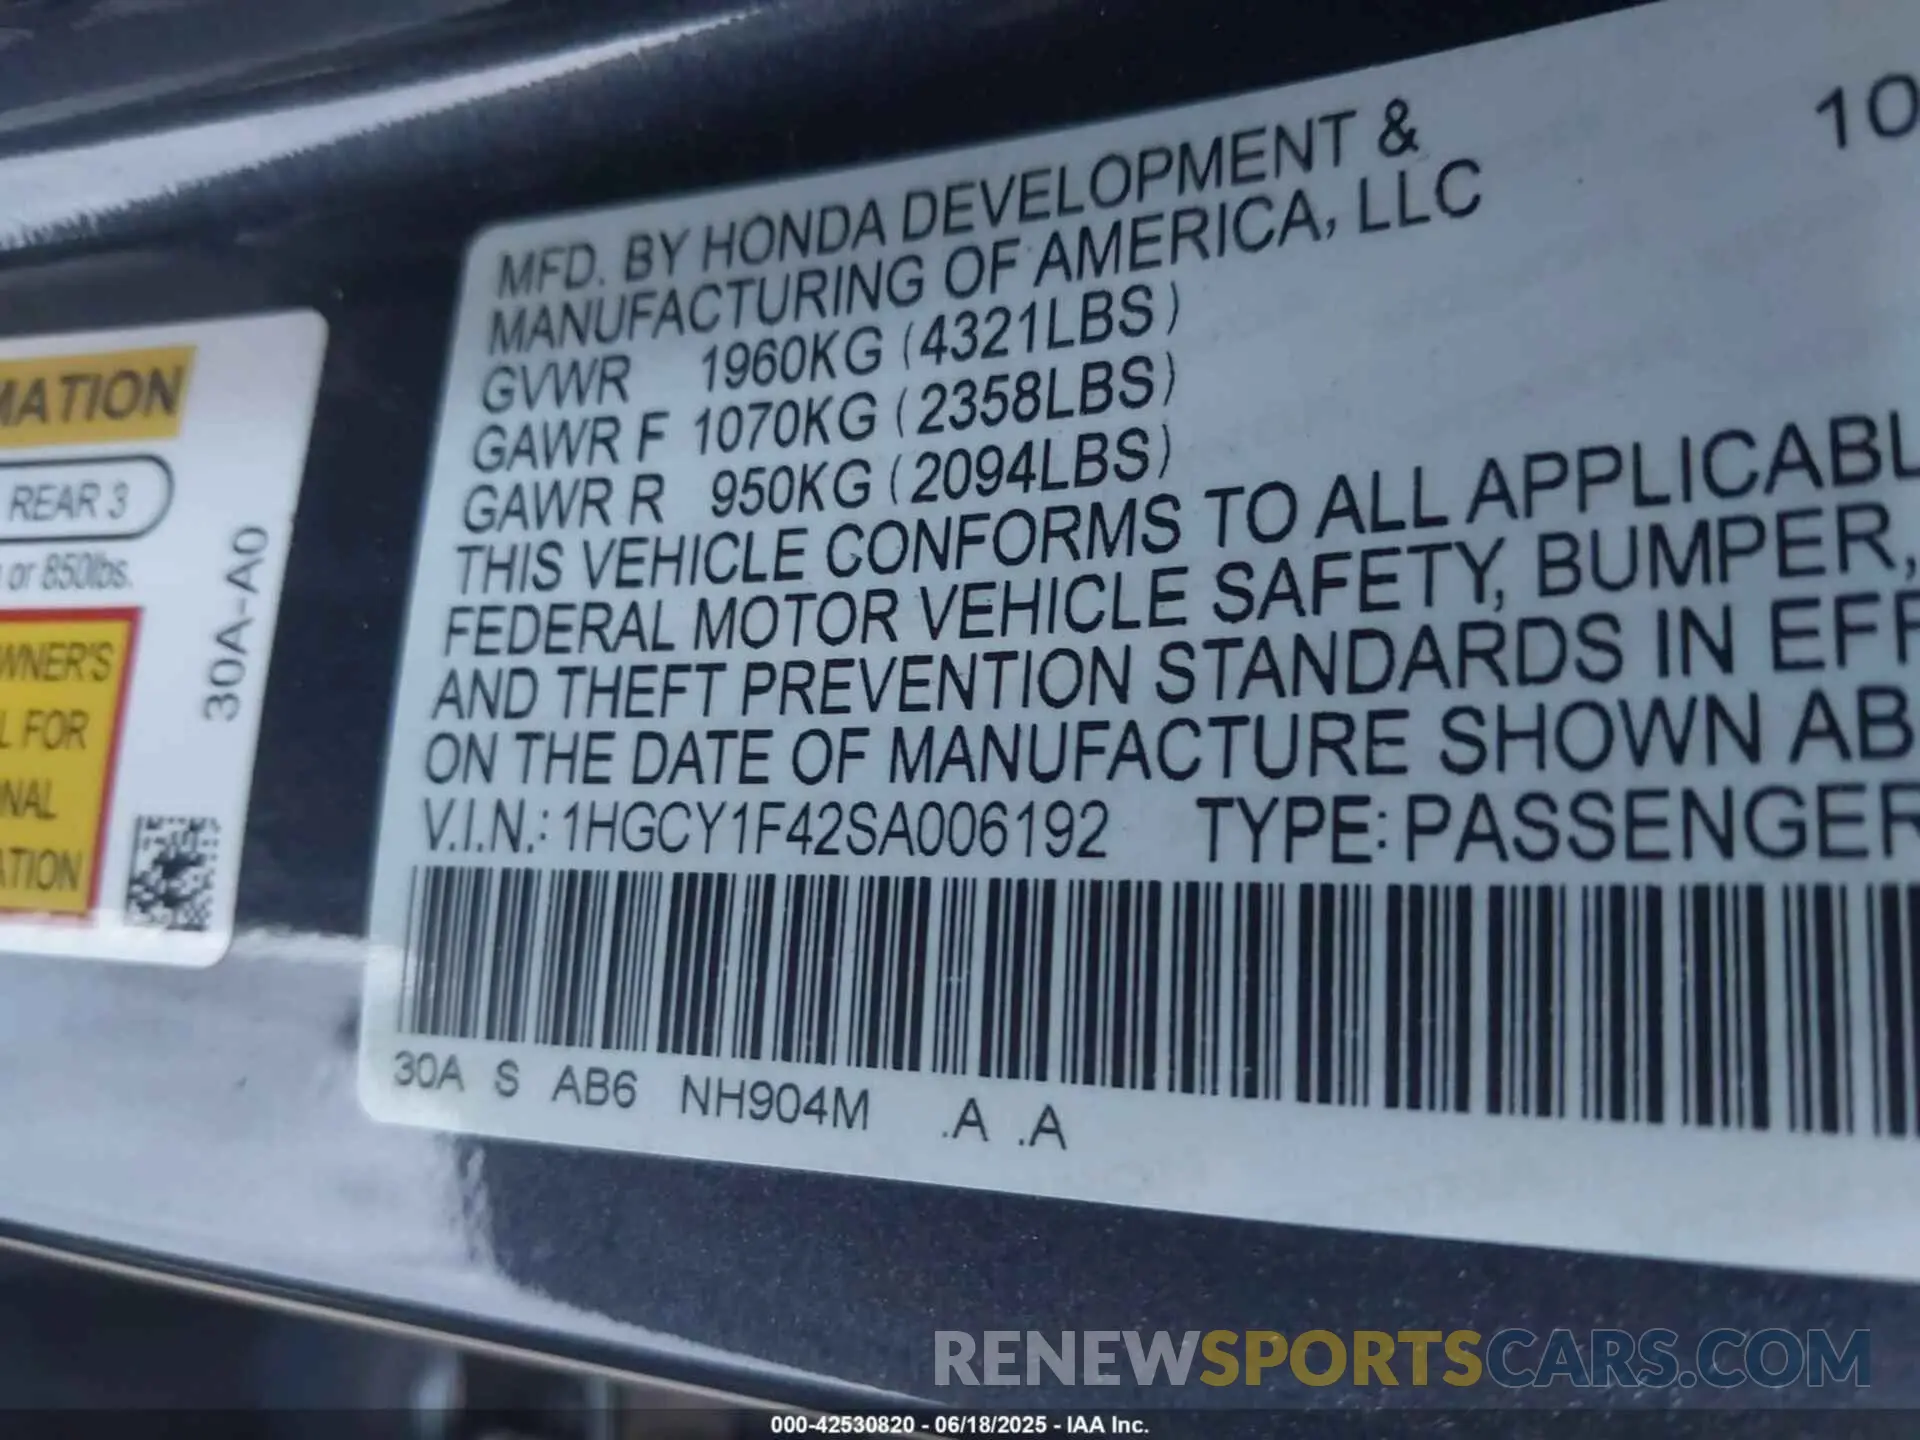 MATION
REAR 3
or 850lbs.
WNER'S
L FOR
NAL
ATION
30A-A0
10
MFD. BY HONDA DEVELOPMENT &
MANUFACTURING OF AMERICA, LLC
GVWR 1960KG (4321LBS)
GAWR F 1070KG (2358LBS)
GAWR R 950KG (2094LBS)
THIS VEHICLE CONFORMS TO ALL APPLICABL
FEDERAL MOTOR VEHICLE SAFETY, BUMPER,
AND THEFT PREVENTION STANDARDS IN EFF
ON THE DATE OF MANUFACTURE SHOWN AB
V.I.N.: 1HGCY1F42SA006192 TYPE: PASSENGER
30A S AB6 NH904M .A .A
RENEWSPORTSCARS.COM
000-42530820 - 06/18/2025 - IAA Inc.